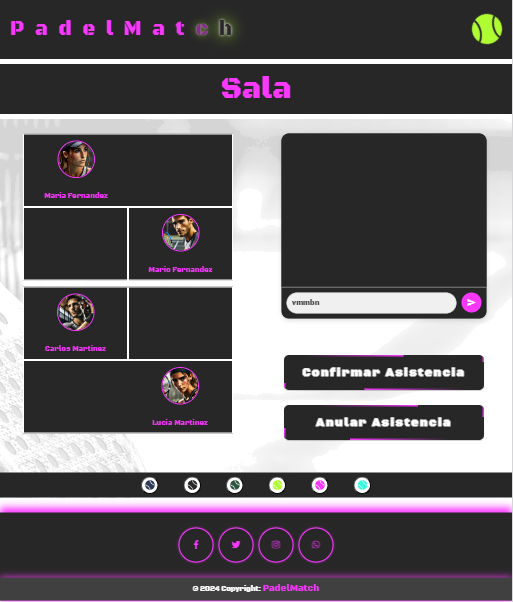 PadelMatch
Sala
Maria Fernandez
Mario Fernandez
Carlos Martinez
Lucia Martinez
vmmbn
Confirmar Asistencia
Anular Asistencia
© 2024 Copyright: PadelMatch